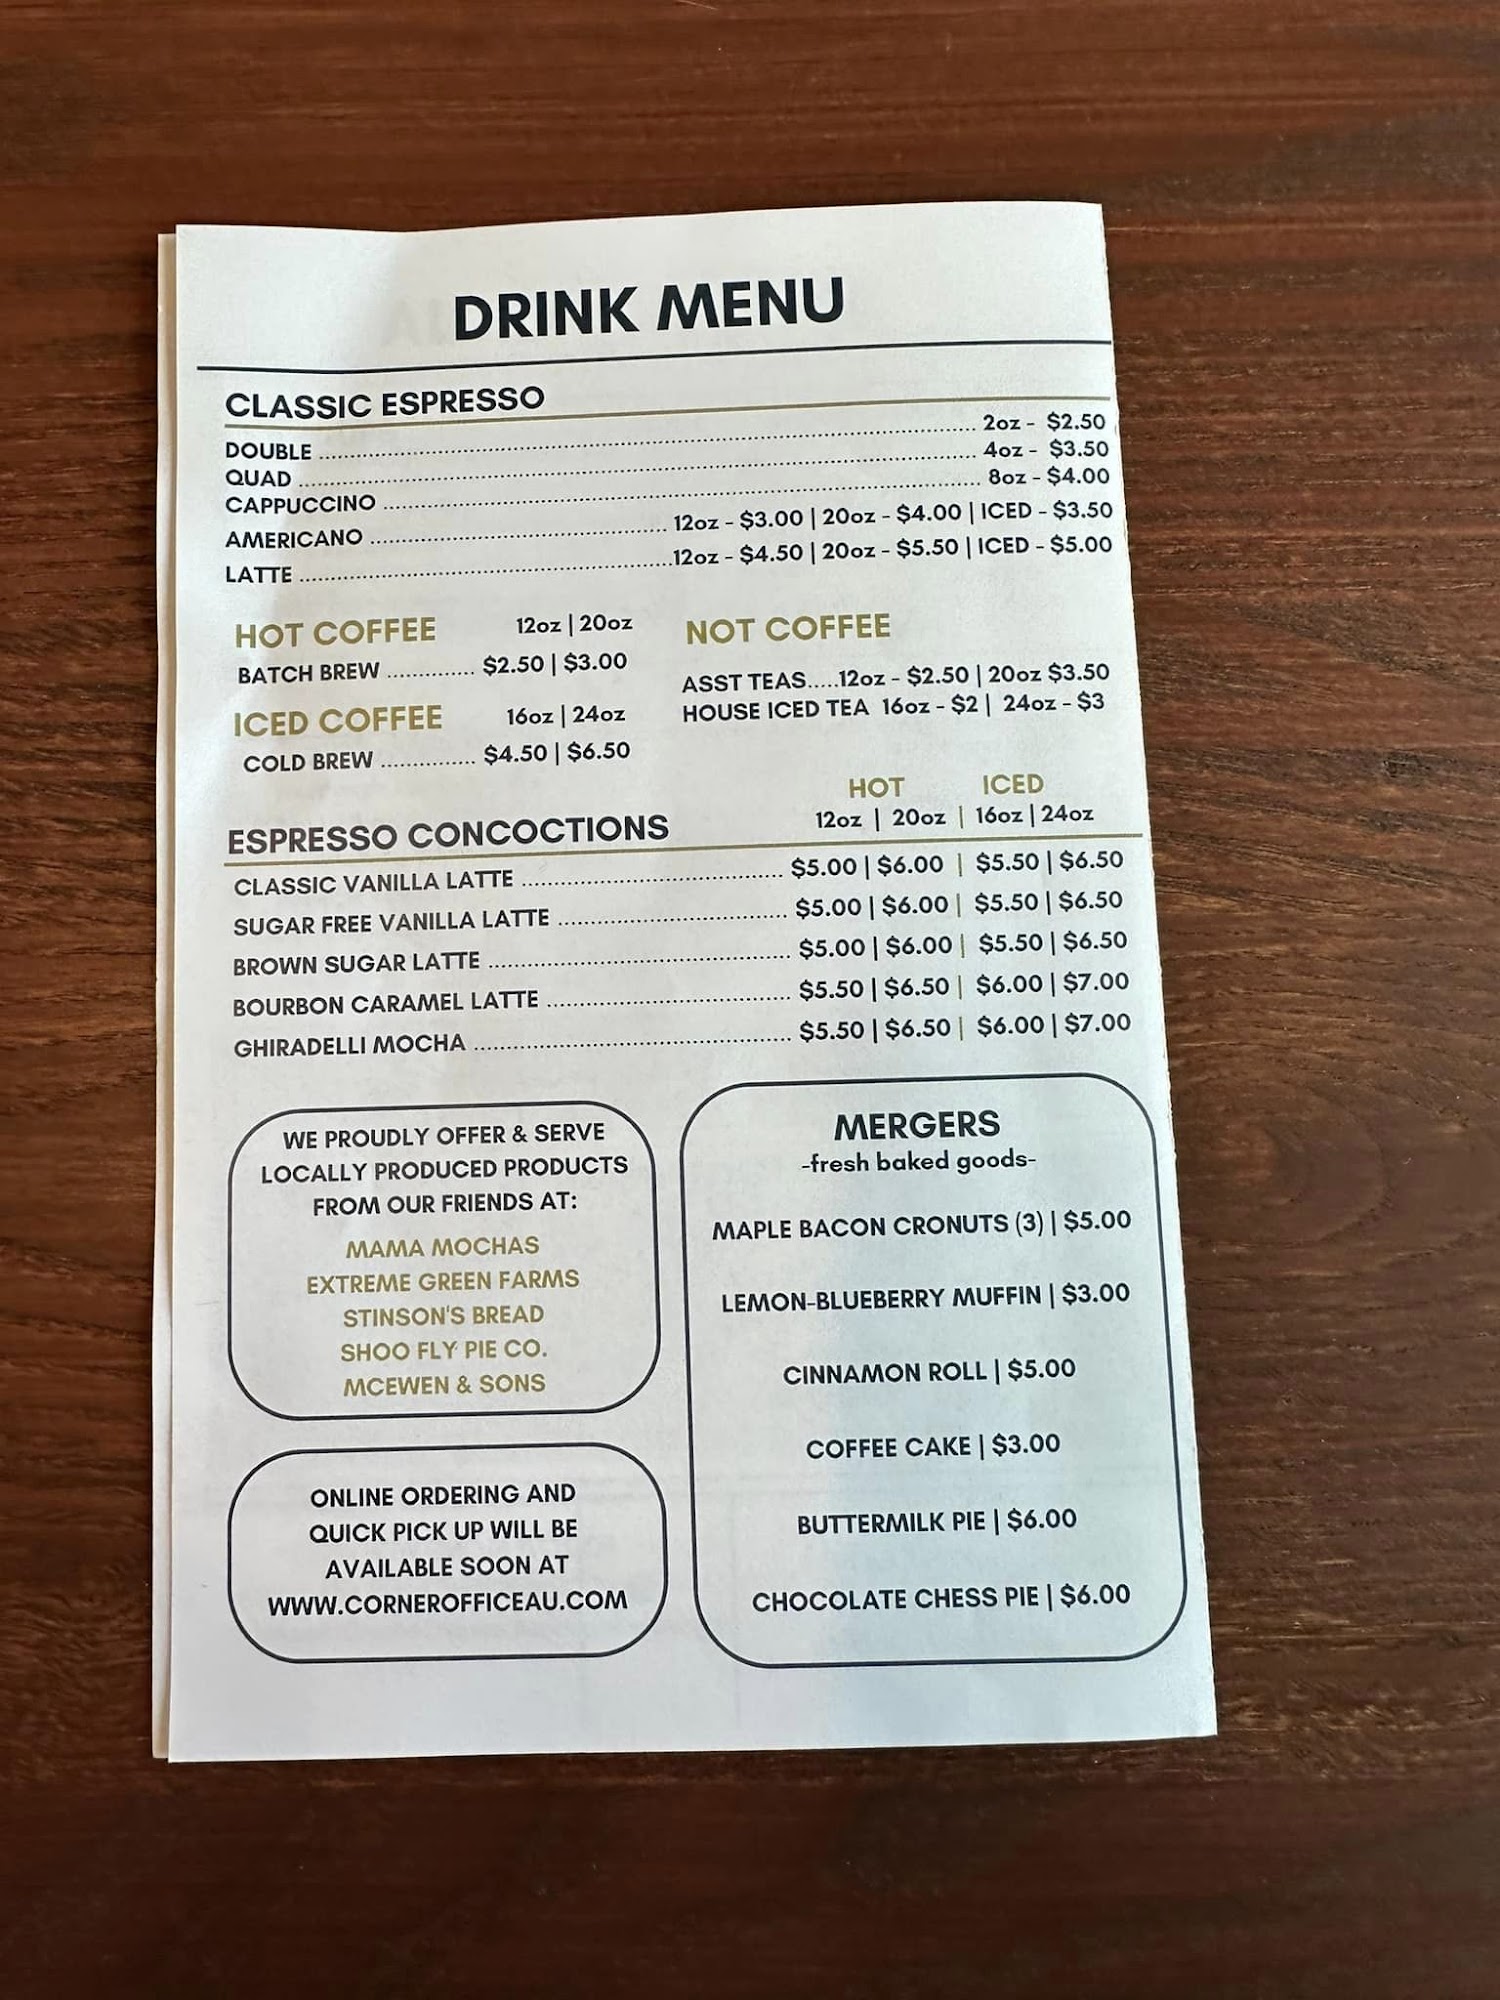 DRINK MENU
CLASSIC ESPRESSO
DOUBLE ........ 2oz - $2.50
QUAD ........ 4oz - $3.50
CAPPUCCINO ........ 8oz - $4.00
AMERICANO ........ 12oz - $3.00 | 20oz - $4.00 | ICED - $3.50
LATTE ........ 12oz - $4.50 | 20oz - $5.50 | ICED - $5.00
HOT COFFEE 12oz | 20oz
BATCH BREW ........ $2.50 | $3.00
ICED COFFEE 16oz | 24oz
COLD BREW ........ $4.50 | $6.50
NOT COFFEE
ASST TEAS.....12oz - $2.50 | 20oz $3.50
HOUSE ICED TEA 16oz - $2 | 24oz - $3
HOT ICED
ESPRESSO CONCOCTIONS 12oz | 20oz | 16oz | 24oz
CLASSIC VANILLA LATTE ........ $5.00 | $6.00 | $5.50 | $6.50
SUGAR FREE VANILLA LATTE ........ $5.00 | $6.00 | $5.50 | $6.50
BROWN SUGAR LATTE ........ $5.00 | $6.00 | $5.50 | $6.50
BOURBON CARAMEL LATTE ........ $5.50 | $6.50 | $6.00 | $7.00
GHIRADELLI MOCHA ........ $5.50 | $6.50 | $6.00 | $7.00
WE PROUDLY OFFER & SERVE
LOCALLY PRODUCED PRODUCTS
FROM OUR FRIENDS AT:
MAMA MOCHAS
EXTREME GREEN FARMS
STINSON'S BREAD
SHOO FLY PIE CO.
MCEWEN & SONS
ONLINE ORDERING AND
QUICK PICK UP WILL BE
AVAILABLE SOON AT
WWW.CORNEROFFICEAU.COM
MERGERS
-fresh baked goods-
MAPLE BACON CRONUTS (3) | $5.00
LEMON-BLUEBERRY MUFFIN | $3.00
CINNAMON ROLL | $5.00
COFFEE CAKE | $3.00
BUTTERMILK PIE | $6.00
CHOCOLATE CHESS PIE | $6.00